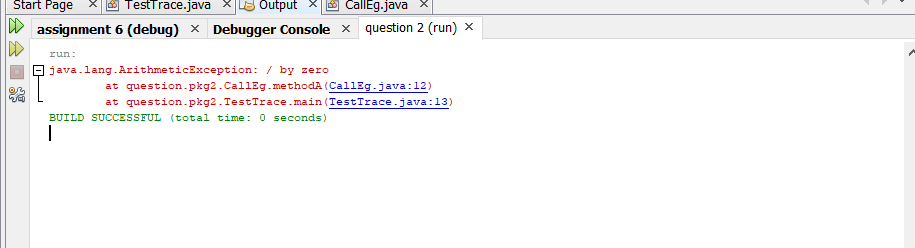 Start Page TestTrace.java Output CallEg.java
assignment 6 (debug) Debugger Console question 2 (run)
run:
java.lang.ArithmeticException: / by zero
at question.pkg2.CallEg.methodA(CallEg.java:12)
at question.pkg2.TestTrace.main(TestTrace.java:13)
BUILD SUCCESSFUL (total time: 0 seconds)